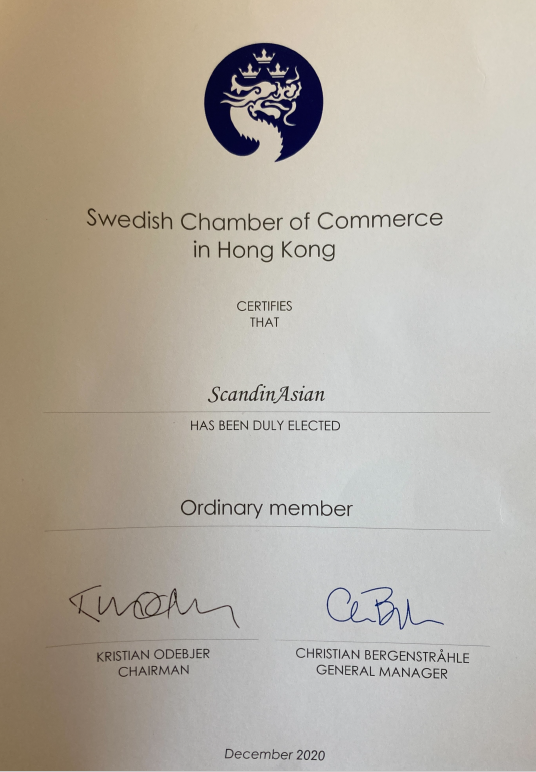 Swedish Chamber of Commerce
in Hong Kong
CERTIFIES
THAT
ScandinAsian
HAS BEEN DULY ELECTED
Ordinary member
KRISTIAN ODEBJER
CHAIRMAN
CHRISTIAN BERGENSTRÅHLE
GENERAL MANAGER
December 2020